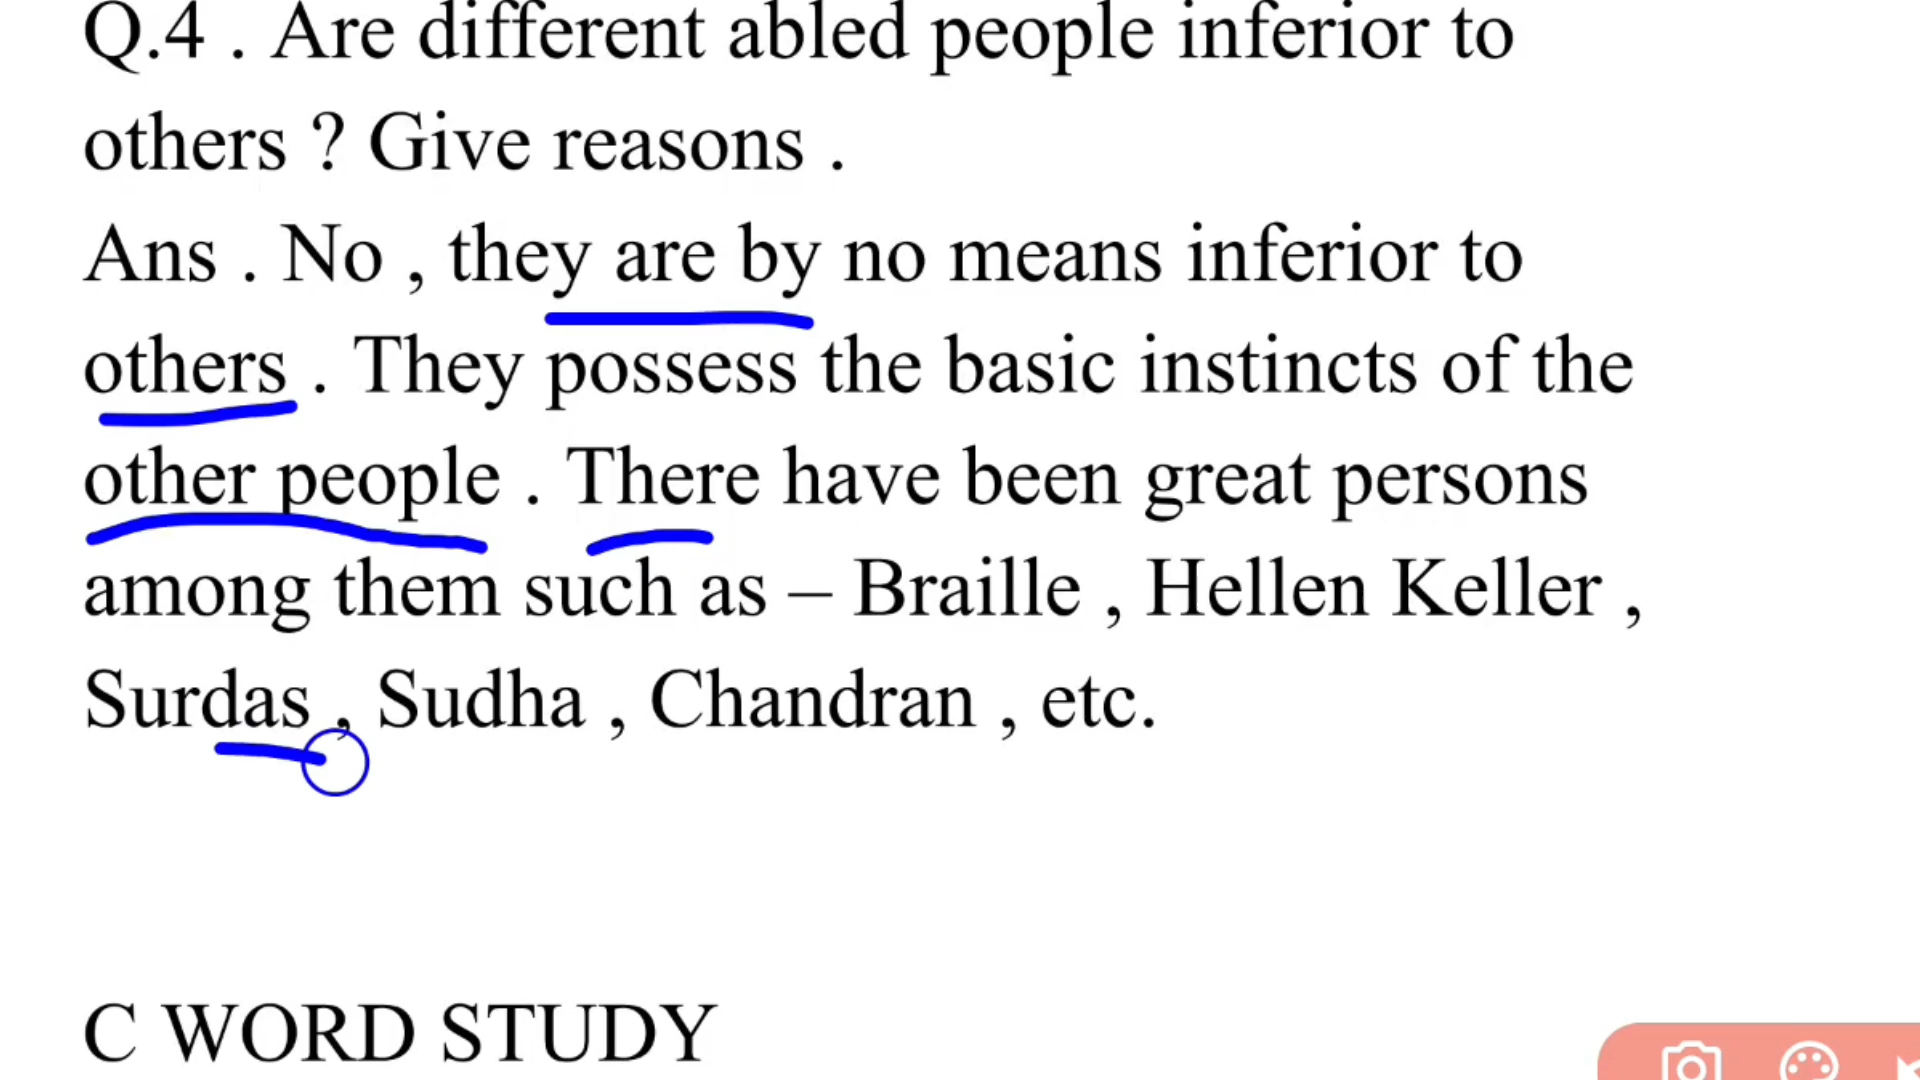 Q.4 . Are different abled people inferior to
others ? Give reasons .
Ans . No , they are by no means inferior to
others . They possess the basic instincts of the
other people . There have been great persons
among them such as – Braille , Hellen Keller ,
Surdas , Sudha , Chandran , etc.
C WORD STUDY